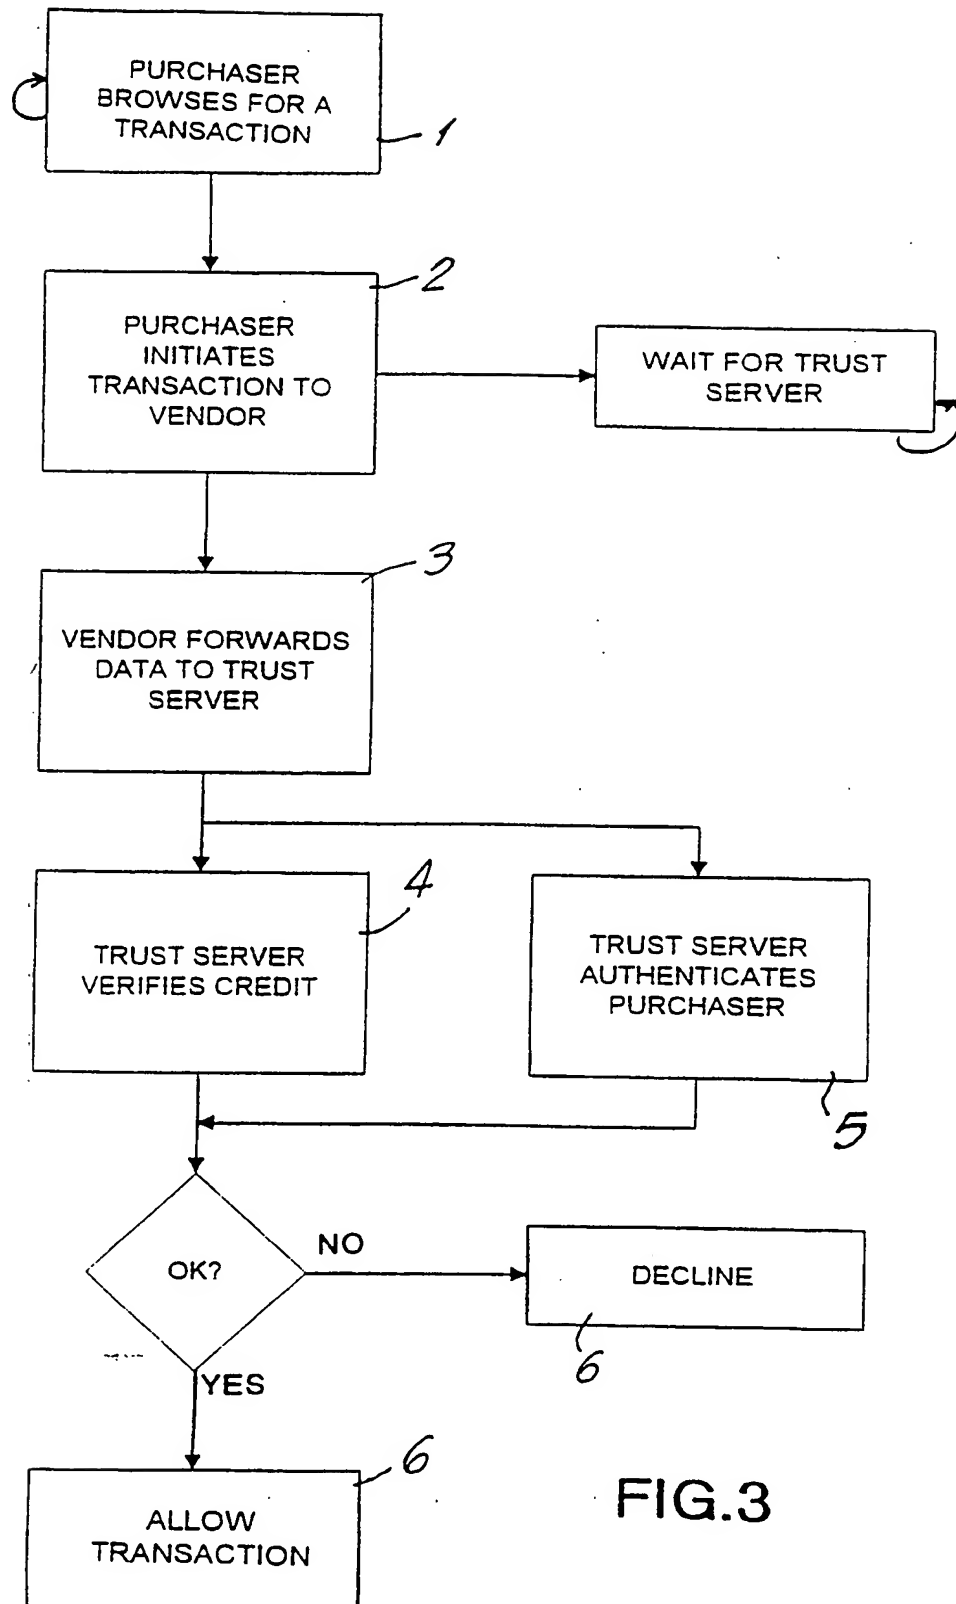 PURCHASER
BROWSES FOR A
TRANSACTION
1
2
PURCHASER
INITIATES
TRANSACTION TO
VENDOR
WAIT FOR TRUST
SERVER
3
VENDOR FORWARDS
DATA TO TRUST
SERVER
4
TRUST SERVER
VERIFIES CREDIT
TRUST SERVER
AUTHENTICATES
PURCHASER
5
OK?
NO
DECLINE
6
YES
6
ALLOW
TRANSACTION
FIG.3